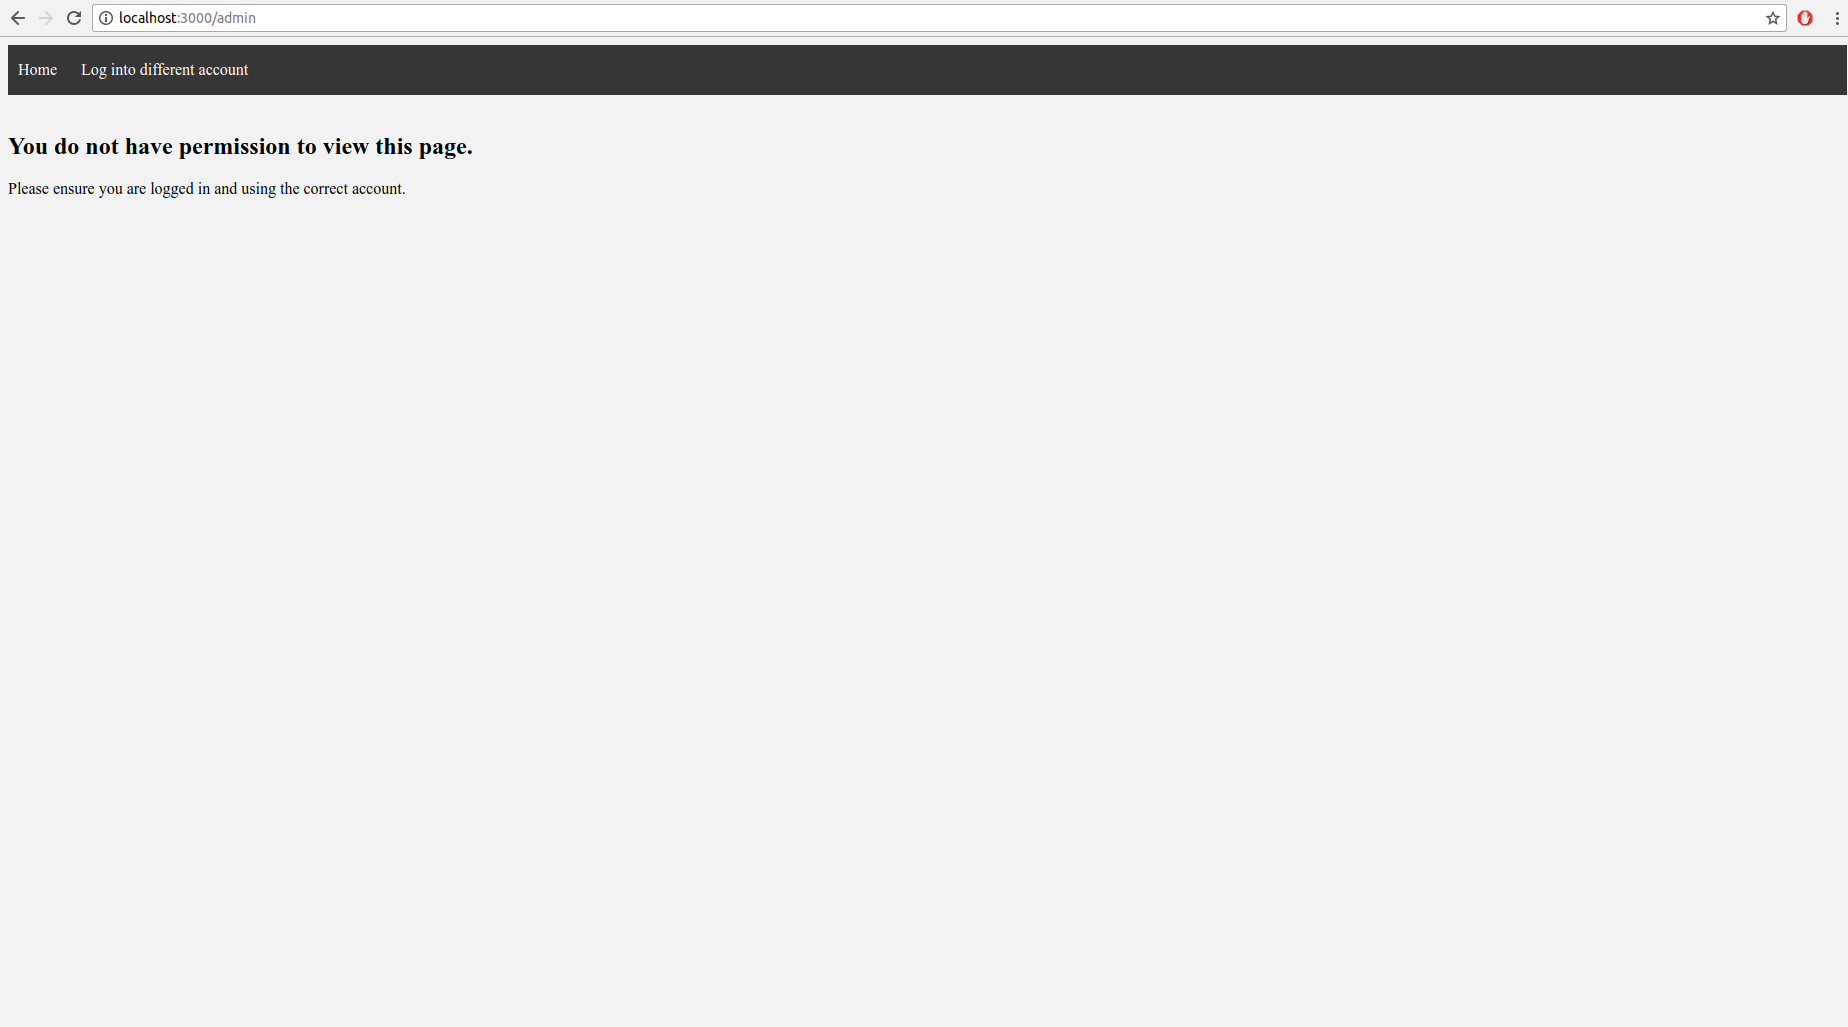 localhost:3000/admin
Home Log into different account
You do not have permission to view this page.
Please ensure you are logged in and using the correct account.